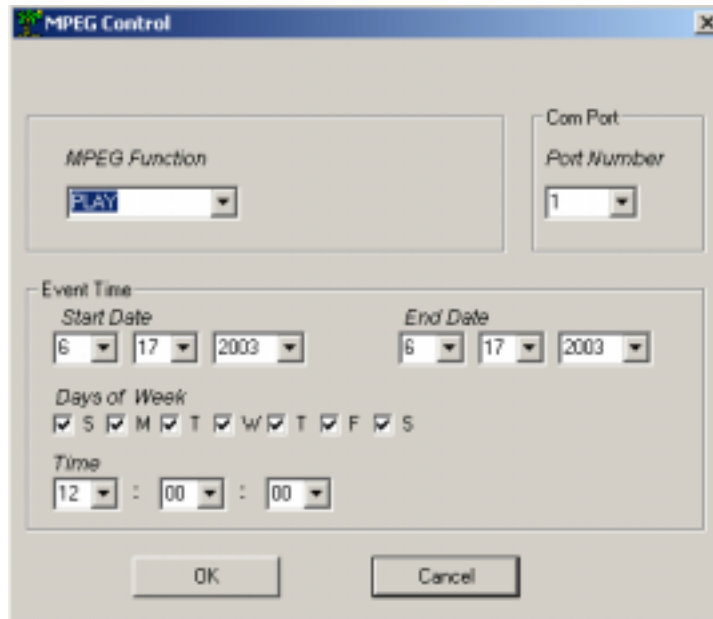 MPEG Control
Com Port
MPEG Function
Port Number
PLAY
1
Event Time
Start Date
End Date
6 17 2003
6 17 2003
Days of Week
S M T W T F S
Time
12 : 00 : 00
OK
Cancel